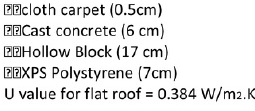 ⍰⍰cloth carpet (0.5cm)
⍰⍰Cast concrete (6 cm)
⍰⍰Hollow Block (17 cm)
⍰⍰XPS Polystyrene (7cm)
U value for flat roof = 0.384 W/m2.K